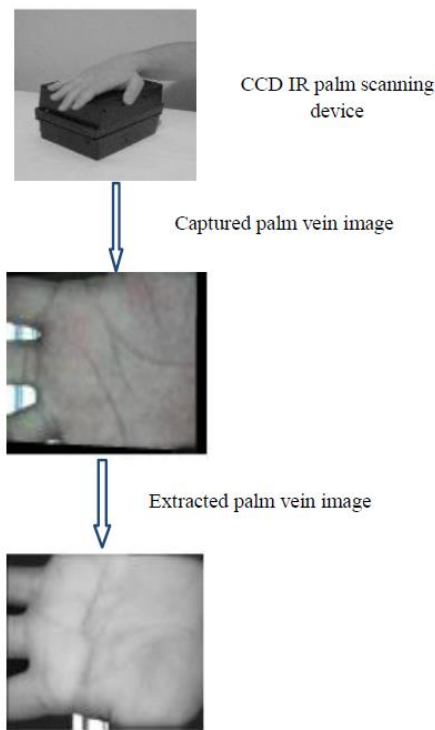 CCD IR palm scanning
device
Captured palm vein image
Extracted palm vein image